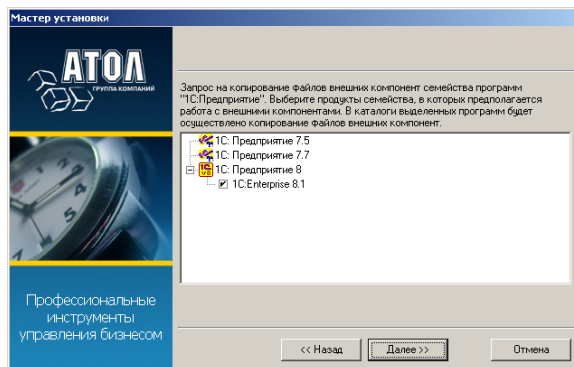 Мастер установки
АТОЛ
ГРУППА КОМПАНИЙ
Запрос на копирование файлов внешних компонент семейства программ
"1С:Предприятие". Выберите продукты семейства, в которых предполагается
работа с внешними компонентами. В каталоги выделенных программ будет
осуществлено копирование файлов внешних компонент.
1С: Предприятие 7.5
1С: Предприятие 7.7
1С: Предприятие 8
1C:Enterprise 8.1
Профессиональные
инструменты
управления бизнесом
<< Назад
Далее >>
Отмена